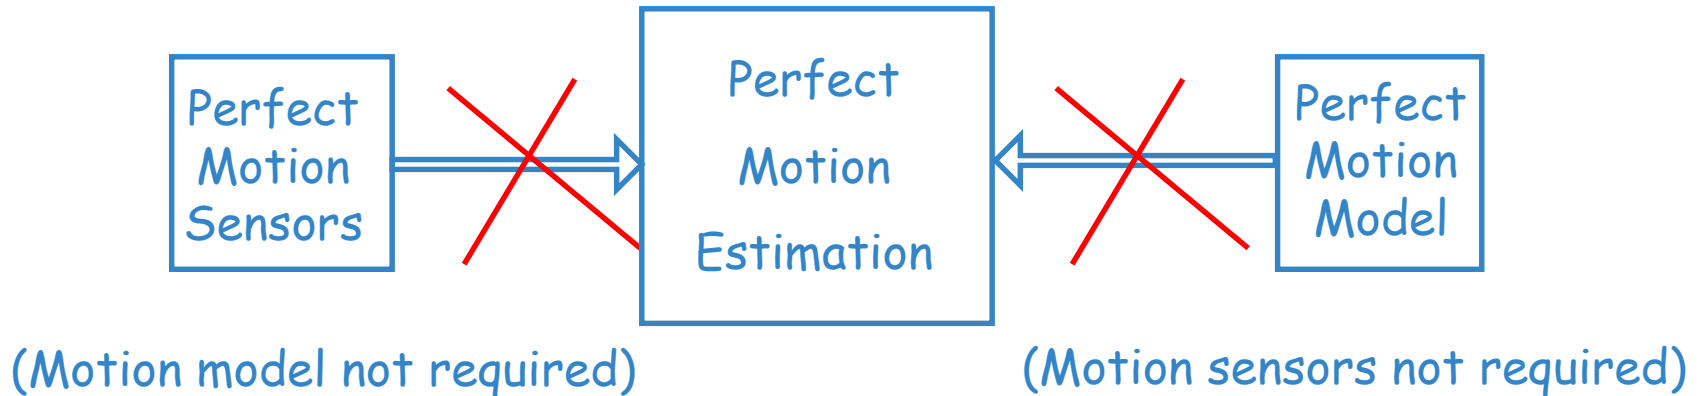 Perfect
Motion
Sensors
Perfect
Motion
Estimation
Perfect
Motion
Model
(Motion model not required)
(Motion sensors not required)